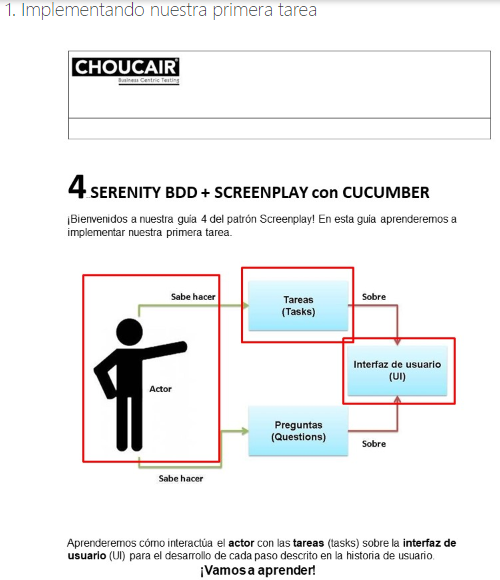 1. Implementando nuestra primera tarea
CHOUCAIR
Business Centric Testing
4 SERENITY BDD + SCREENPLAY con CUCUMBER
¡Bienvenidos a nuestra guía 4 del patrón Screenplay! En esta guía aprenderemos a
implementar nuestra primera tarea.
Sabe hacer
Tareas
(Tasks)
Sobre
Interfaz de usuario
(UI)
Actor
Preguntas
(Questions)
Sobre
Sabe hacer
Aprenderemos cómo interactúa el actor con las tareas (tasks) sobre la interfaz de
usuario (UI) para el desarrollo de cada paso descrito en la historia de usuario.
¡Vamos a aprender!